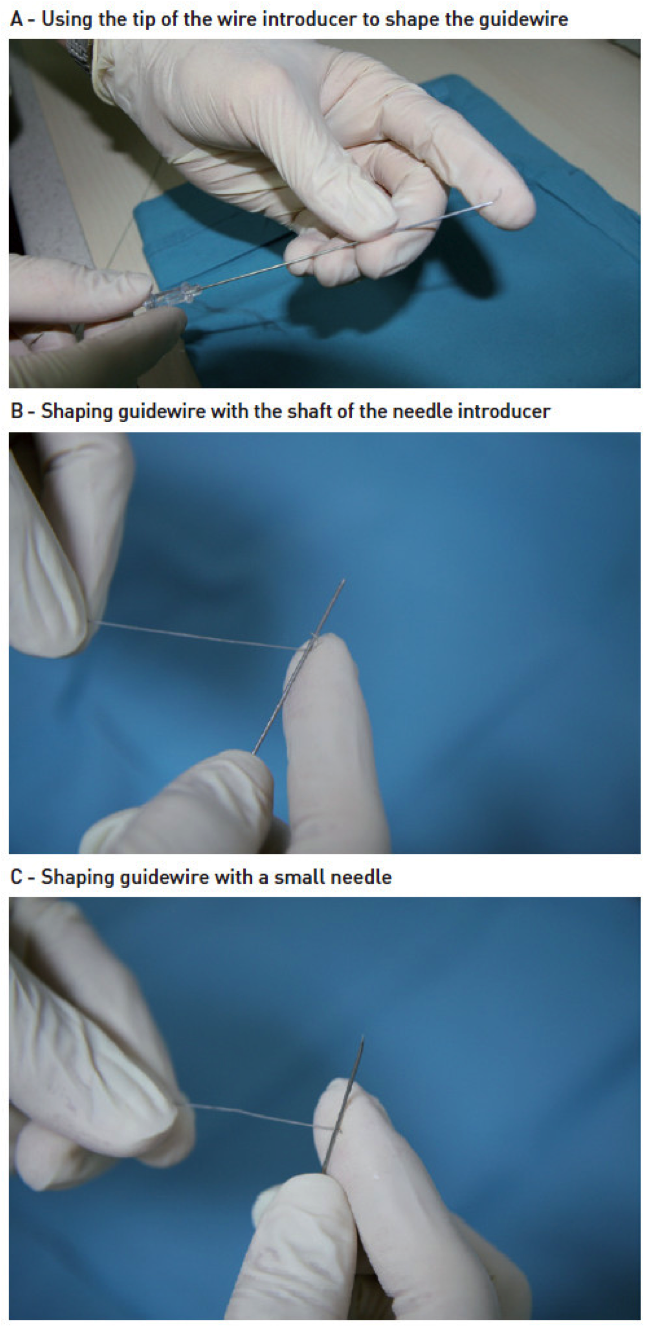 A - Using the tip of the wire introducer to shape the guidewire
B - Shaping guidewire with the shaft of the needle introducer
C - Shaping guidewire with a small needle